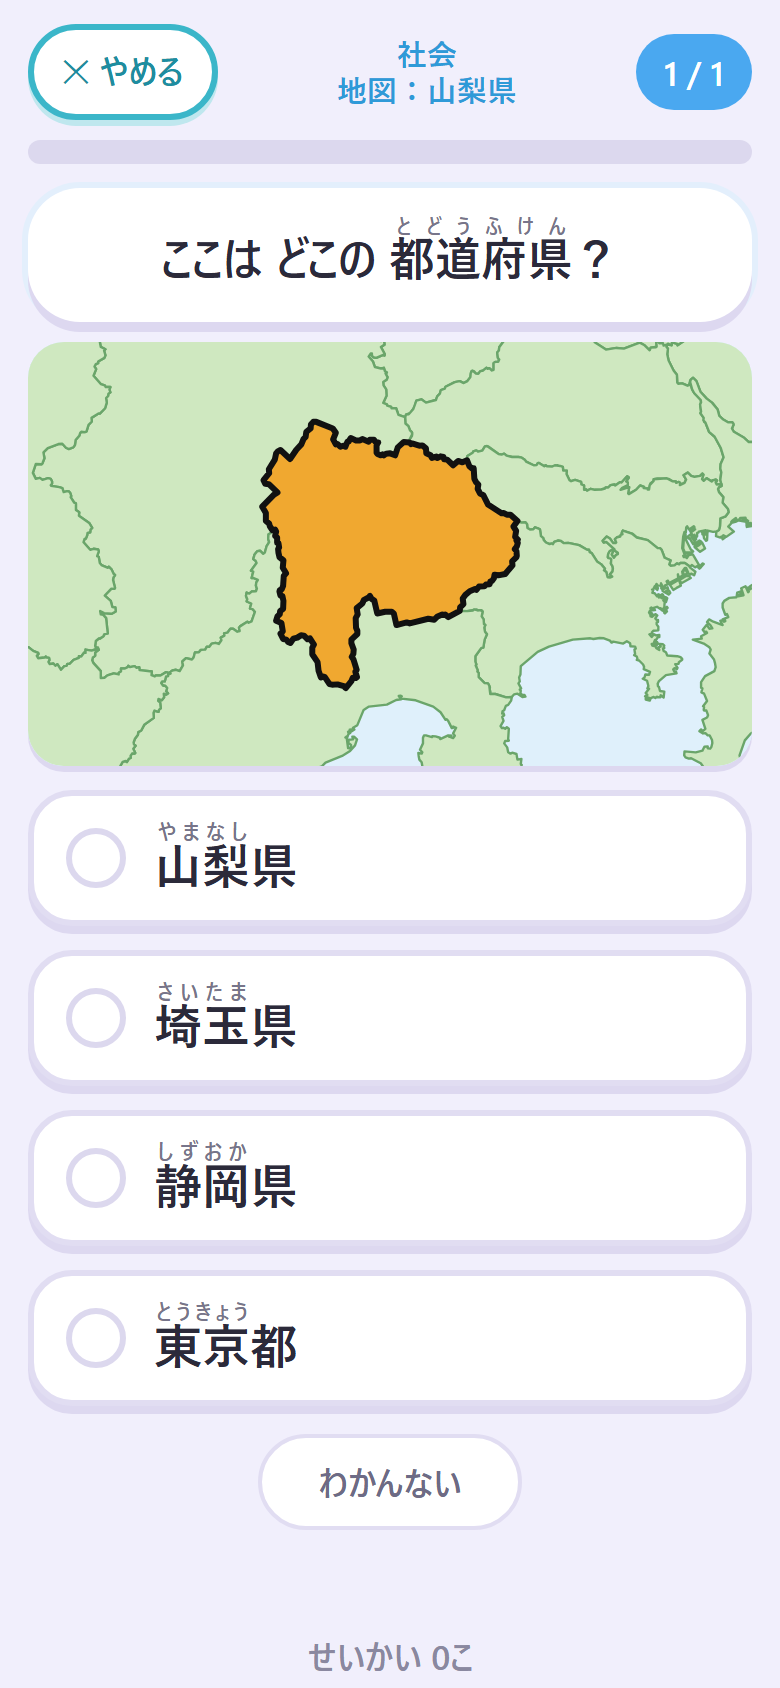 × やめる
社会
地図：山梨県
1 / 1
とどうふけん
ここは どこの 都道府県？
やまなし
山梨県
さいたま
埼玉県
しずおか
静岡県
とうきょう
東京都
わかんない
せいかい 0こ